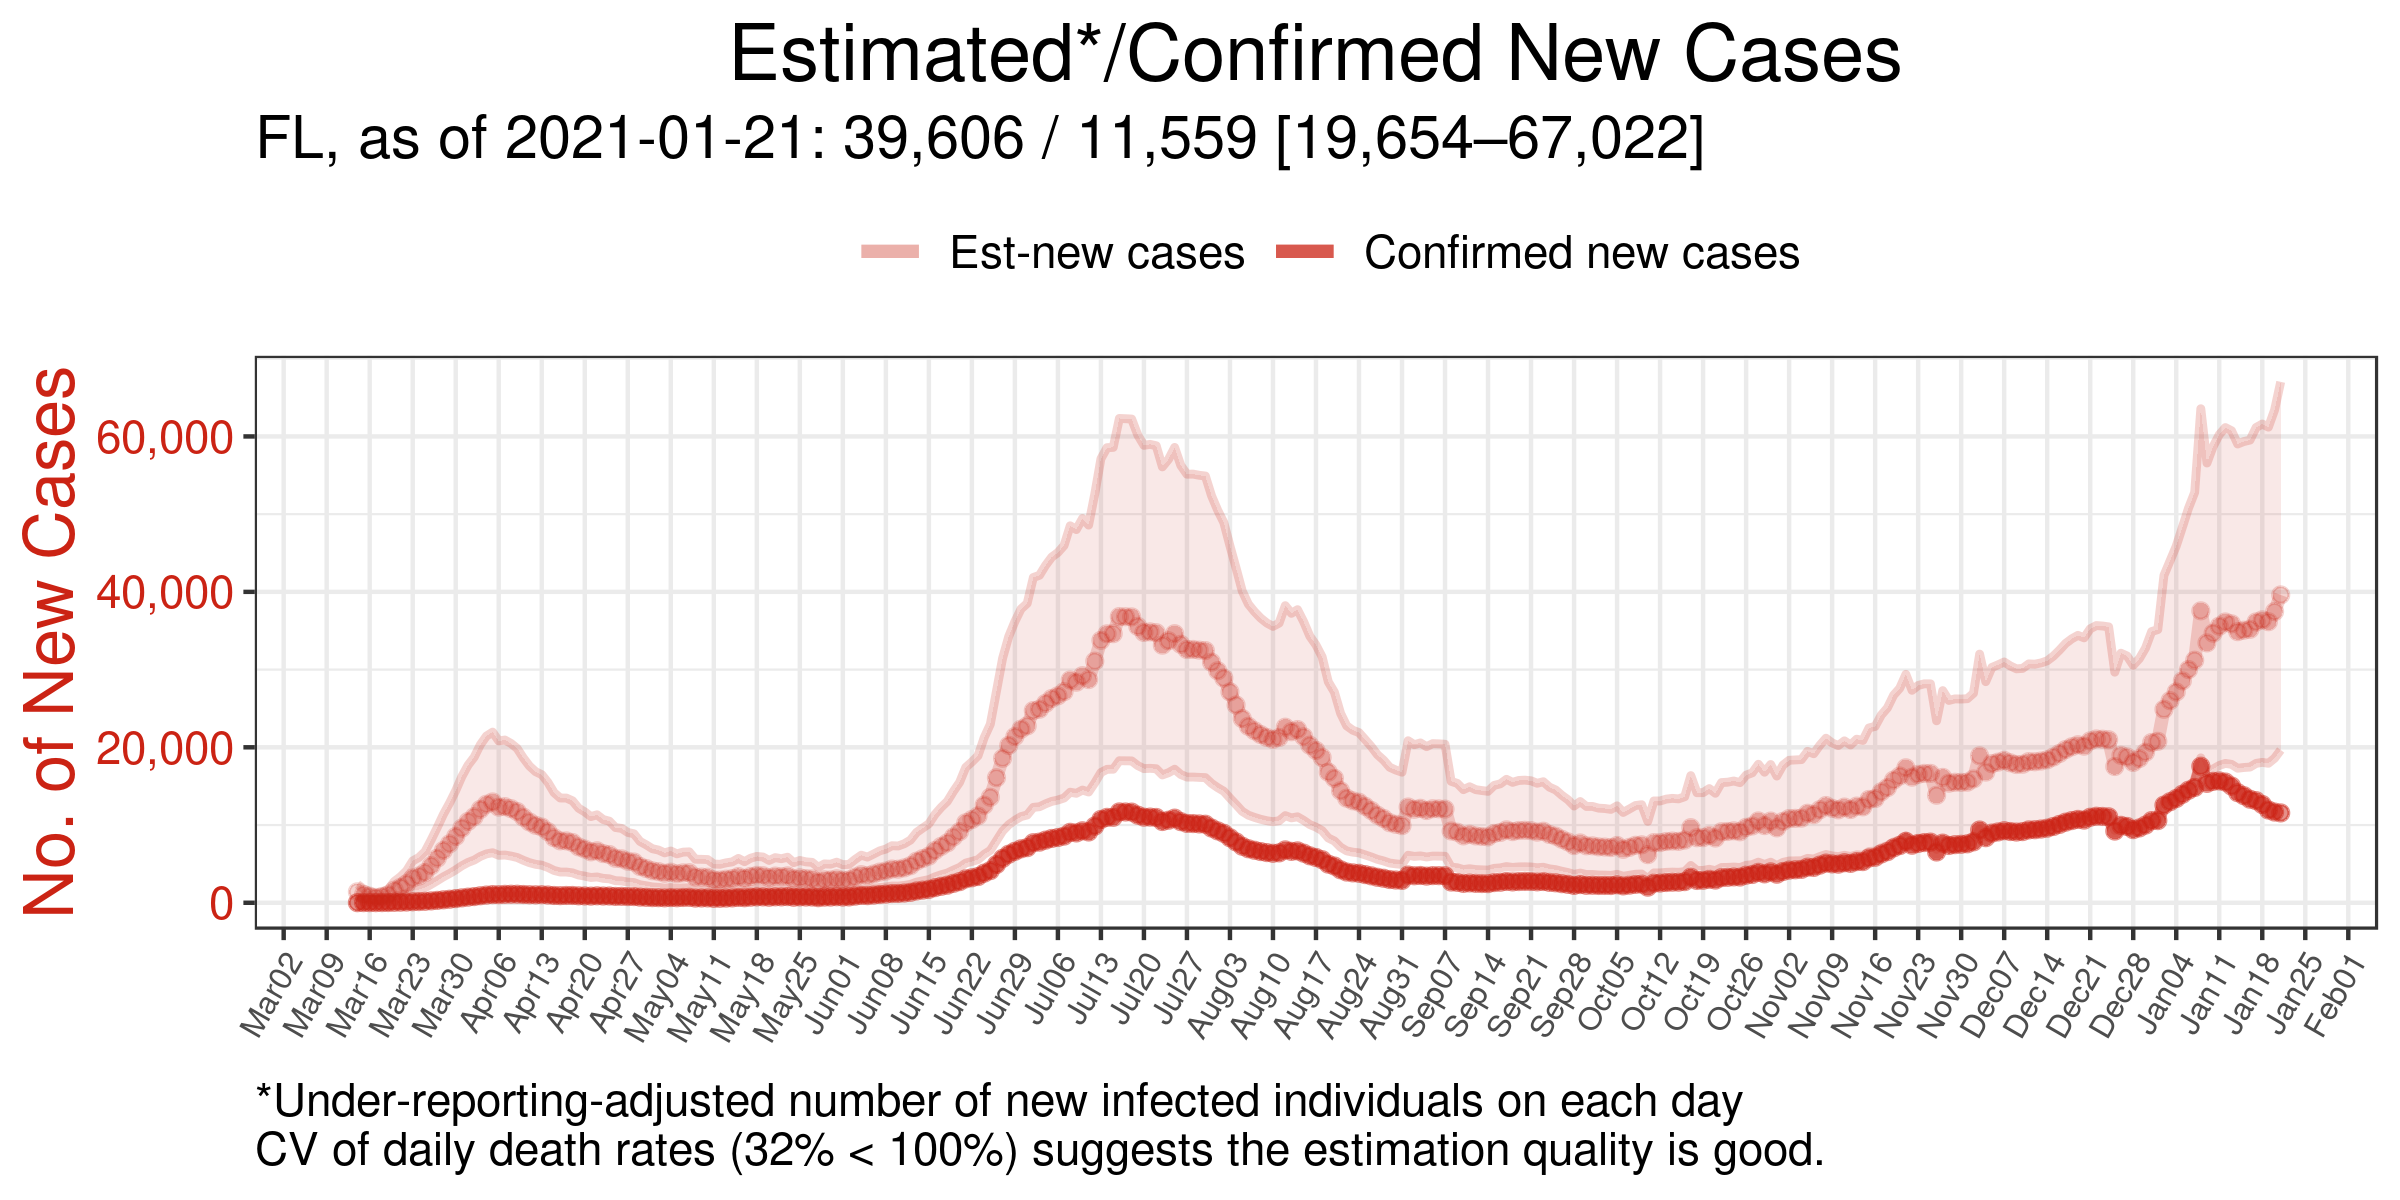 Estimated*/Confirmed New Cases
FL, as of 2021-01-21: 39,606 / 11,559 [19,654–67,022]
Est-new cases Confirmed new cases
No. of New Cases
60,000
40,000
20,000
0
Mar02 Mar09 Mar16 Mar23 Mar30 Apr06 Apr13 Apr20 Apr27 May04 May11 May18 May25 Jun01 Jun08 Jun15 Jun22 Jun29 Jul06 Jul13 Jul20 Jul27 Aug03 Aug10 Aug17 Aug24 Aug31 Sep07 Sep14 Sep21 Sep28 Oct05 Oct12 Oct19 Oct26 Nov02 Nov09 Nov16 Nov23 Nov30 Dec07 Dec14 Dec21 Dec28 Jan04 Jan11 Jan18 Jan25 Feb01
*Under-reporting-adjusted number of new infected individuals on each day
CV of daily death rates (32% < 100%) suggests the estimation quality is good.